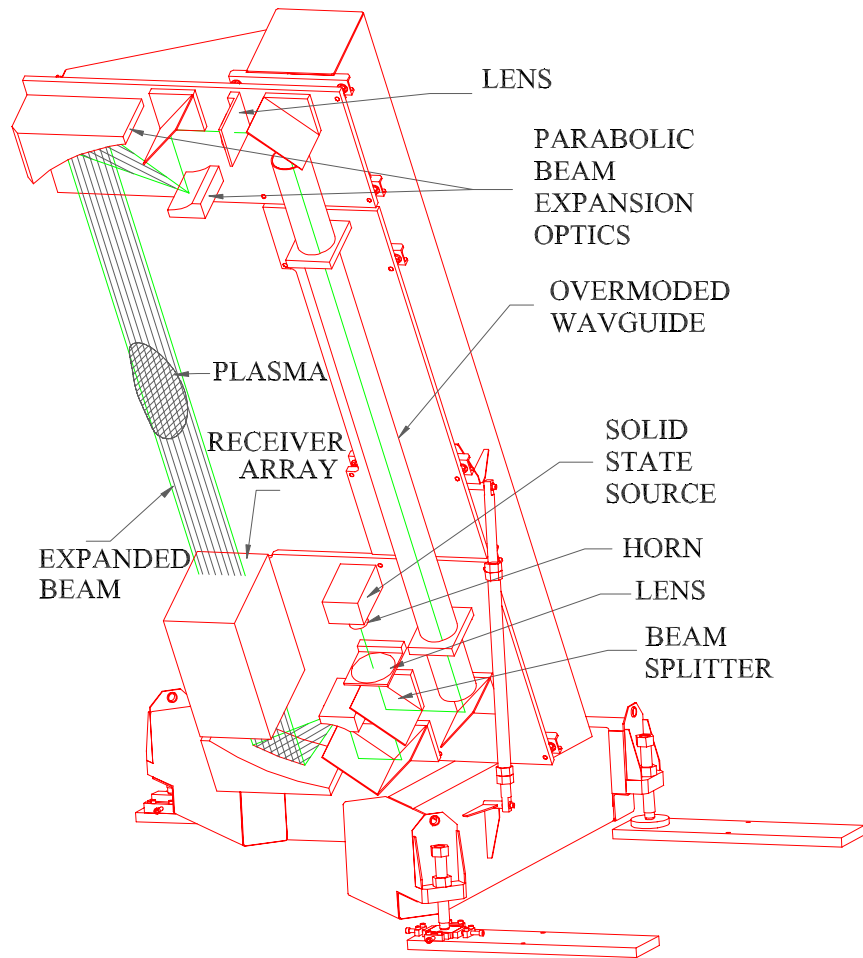 LENS
PARABOLIC
BEAM
EXPANSION
OPTICS
OVERMODED
WAVGUIDE
PLASMA
RECEIVER
ARRAY
SOLID
STATE
SOURCE
EXPANDED
BEAM
HORN
LENS
BEAM
SPLITTER